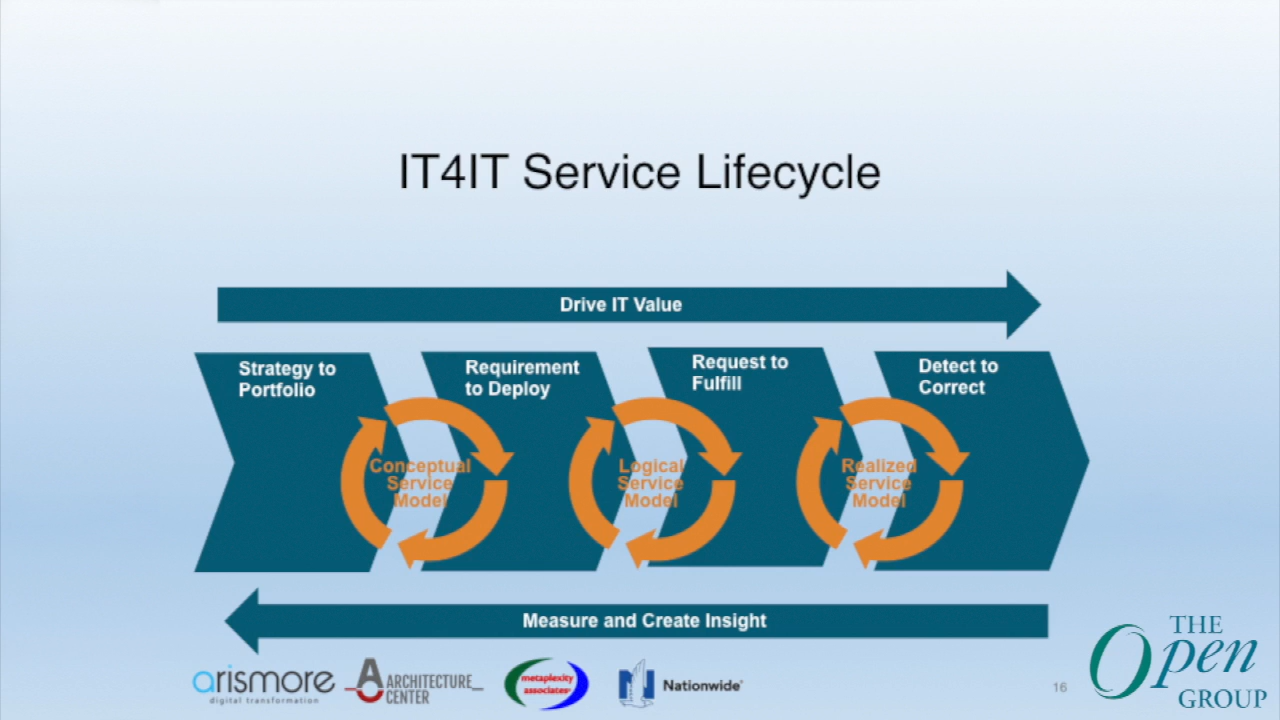 IT4IT Service Lifecycle
Drive IT Value
Strategy to
Portfolio
Requirement
to Deploy
Request to
Fulfill
Detect to
Correct
Conceptual
Service
Model
Logical
Service
Model
Realized
Service
Model
Measure and Create Insight
arismore
digital transformation
ARCHITECTURE_
CENTER
metaplexity
associates
Nationwide®
16
THE
Open
GROUP